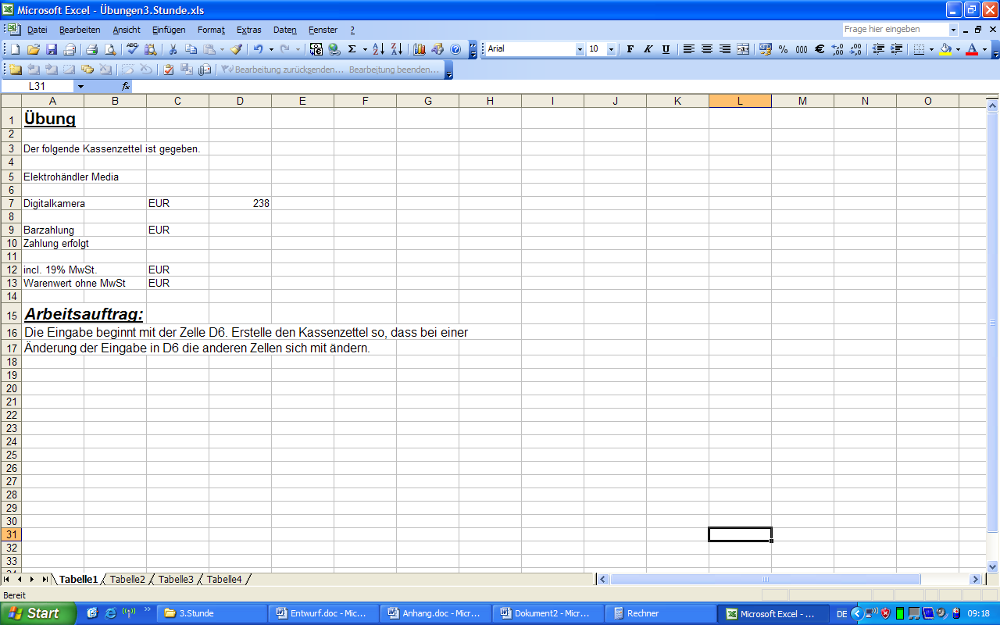 Microsoft Excel - Übungen3.Stunde.xls
Datei Bearbeiten Ansicht Einfügen Format Extras Daten Fenster ? Frage hier eingeben
Arial 10 F K U % 000 €
Bearbeitung zurücksenden... Bearbeitung beenden...
L31 fx
A B C D E F G H I J K L M N O
1 Übung
2
3 Der folgende Kassenzettel ist gegeben.
4
5 Elektrohändler Media
6
7 Digitalkamera EUR 238
8
9 Barzahlung EUR
10 Zahlung erfolgt
11
12 incl. 19% MwSt. EUR
13 Warenwert ohne MwSt EUR
14
15 Arbeitsauftrag:
16 Die Eingabe beginnt mit der Zelle D6. Erstelle den Kassenzettel so, dass bei einer
17 Änderung der Eingabe in D6 die anderen Zellen sich mit ändern.
18
19
20
21
22
23
24
25
26
27
28
29
30
31
32
33
Tabelle1 Tabelle2 Tabelle3 Tabelle4
Bereit
Start 3.Stunde Entwurf.doc - Mic... Anhang.doc - Micr... Dokument2 - Micr... Rechner Microsoft Excel - ... DE 09:18